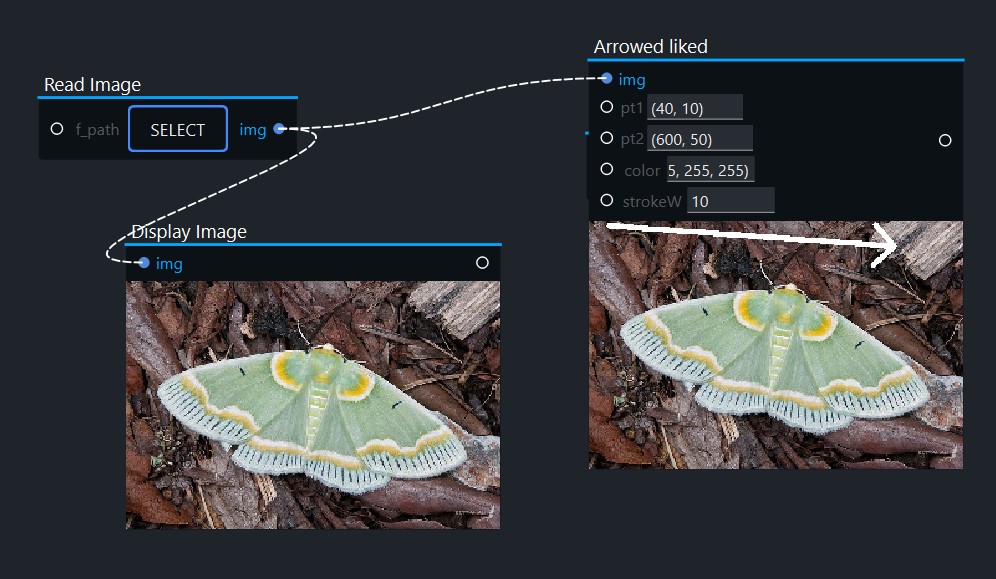 Arrowed liked
Read Image
img
pt1 (40, 10)
f_path SELECT img
pt2 (600, 50)
color 5, 255, 255)
strokeW 10
Display Image
img